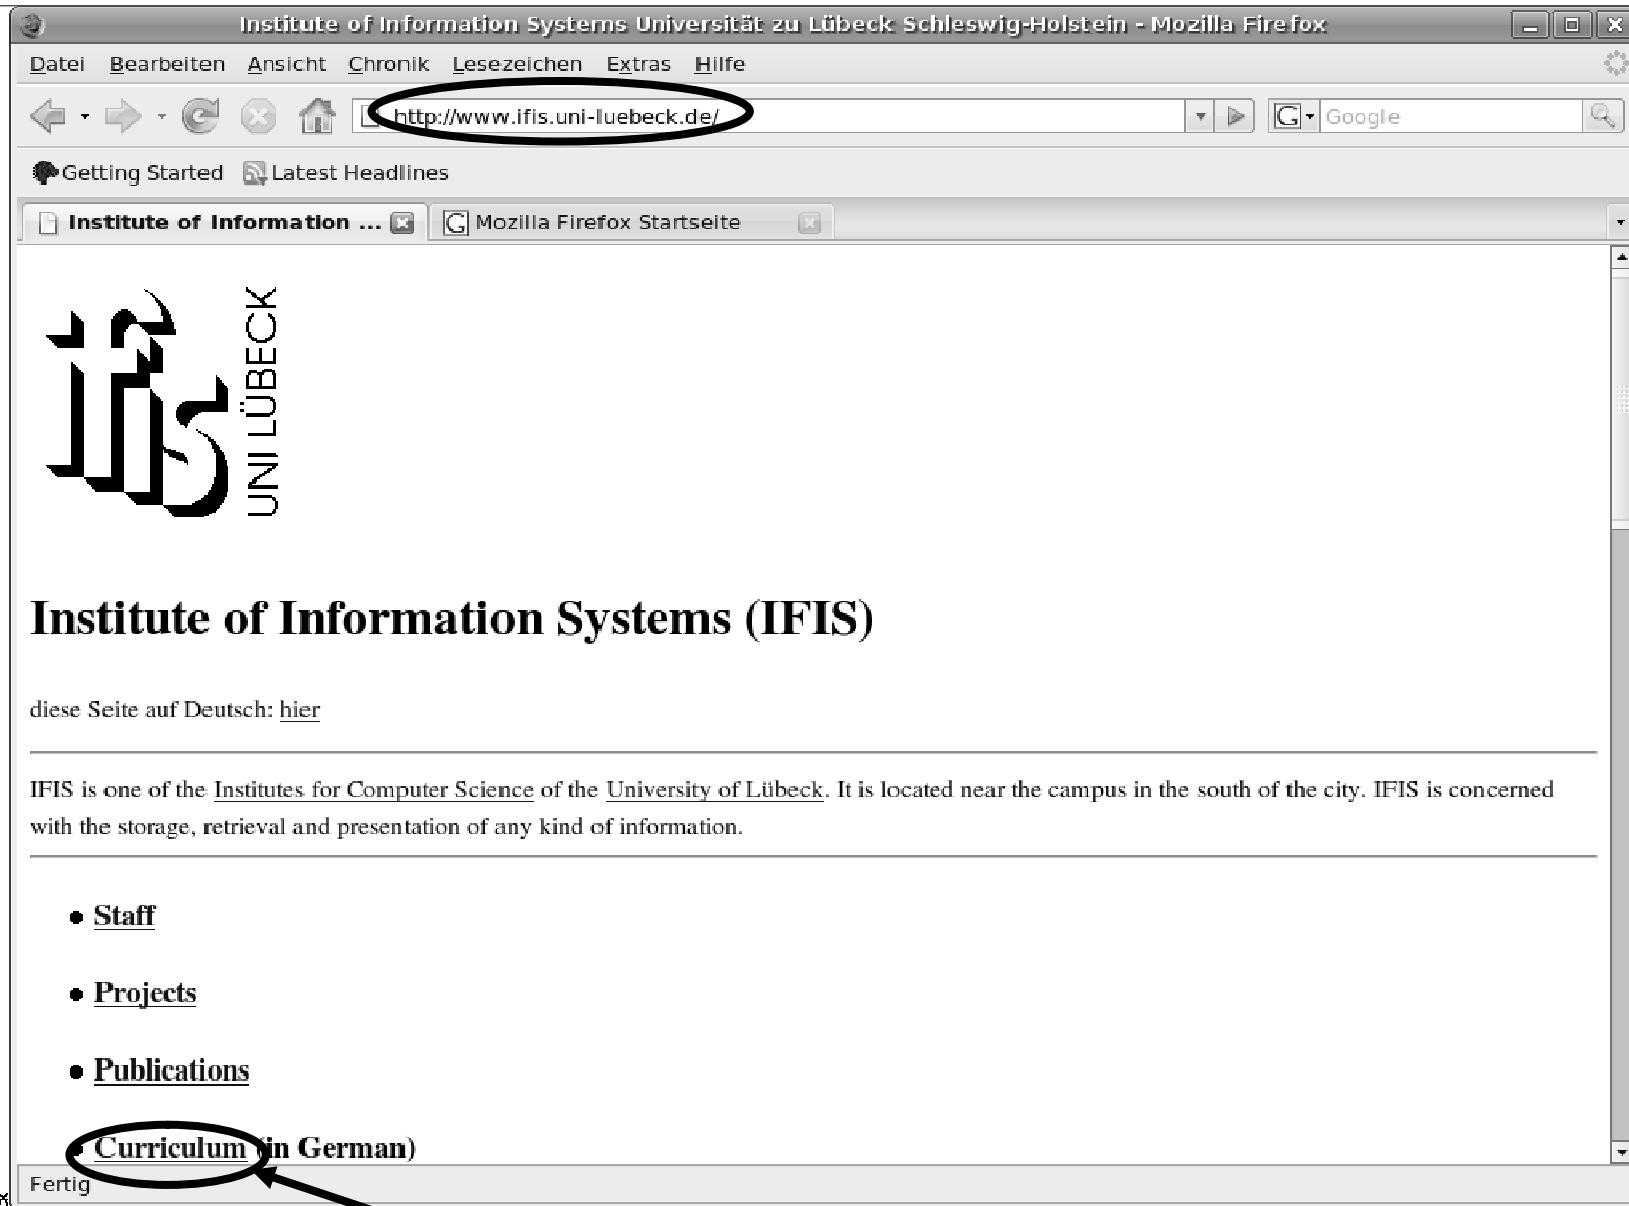 Institute of Information Systems Universität zu Lübeck Schleswig-Holstein - Mozilla Firefox
Datei Bearbeiten Ansicht Chronik Lesezeichen Extras Hilfe
http://www.ifis.uni-luebeck.de/ G Google
Getting Started Latest Headlines
Institute of Information ... G Mozilla Firefox Startseite
ifis
UNI LÜBECK
Institute of Information Systems (IFIS)
diese Seite auf Deutsch: hier
IFIS is one of the Institutes for Computer Science of the University of Lübeck. It is located near the campus in the south of the city. IFIS is concerned
with the storage, retrieval and presentation of any kind of information.
Staff
Projects
Publications
Curriculum (in German)
Fertig